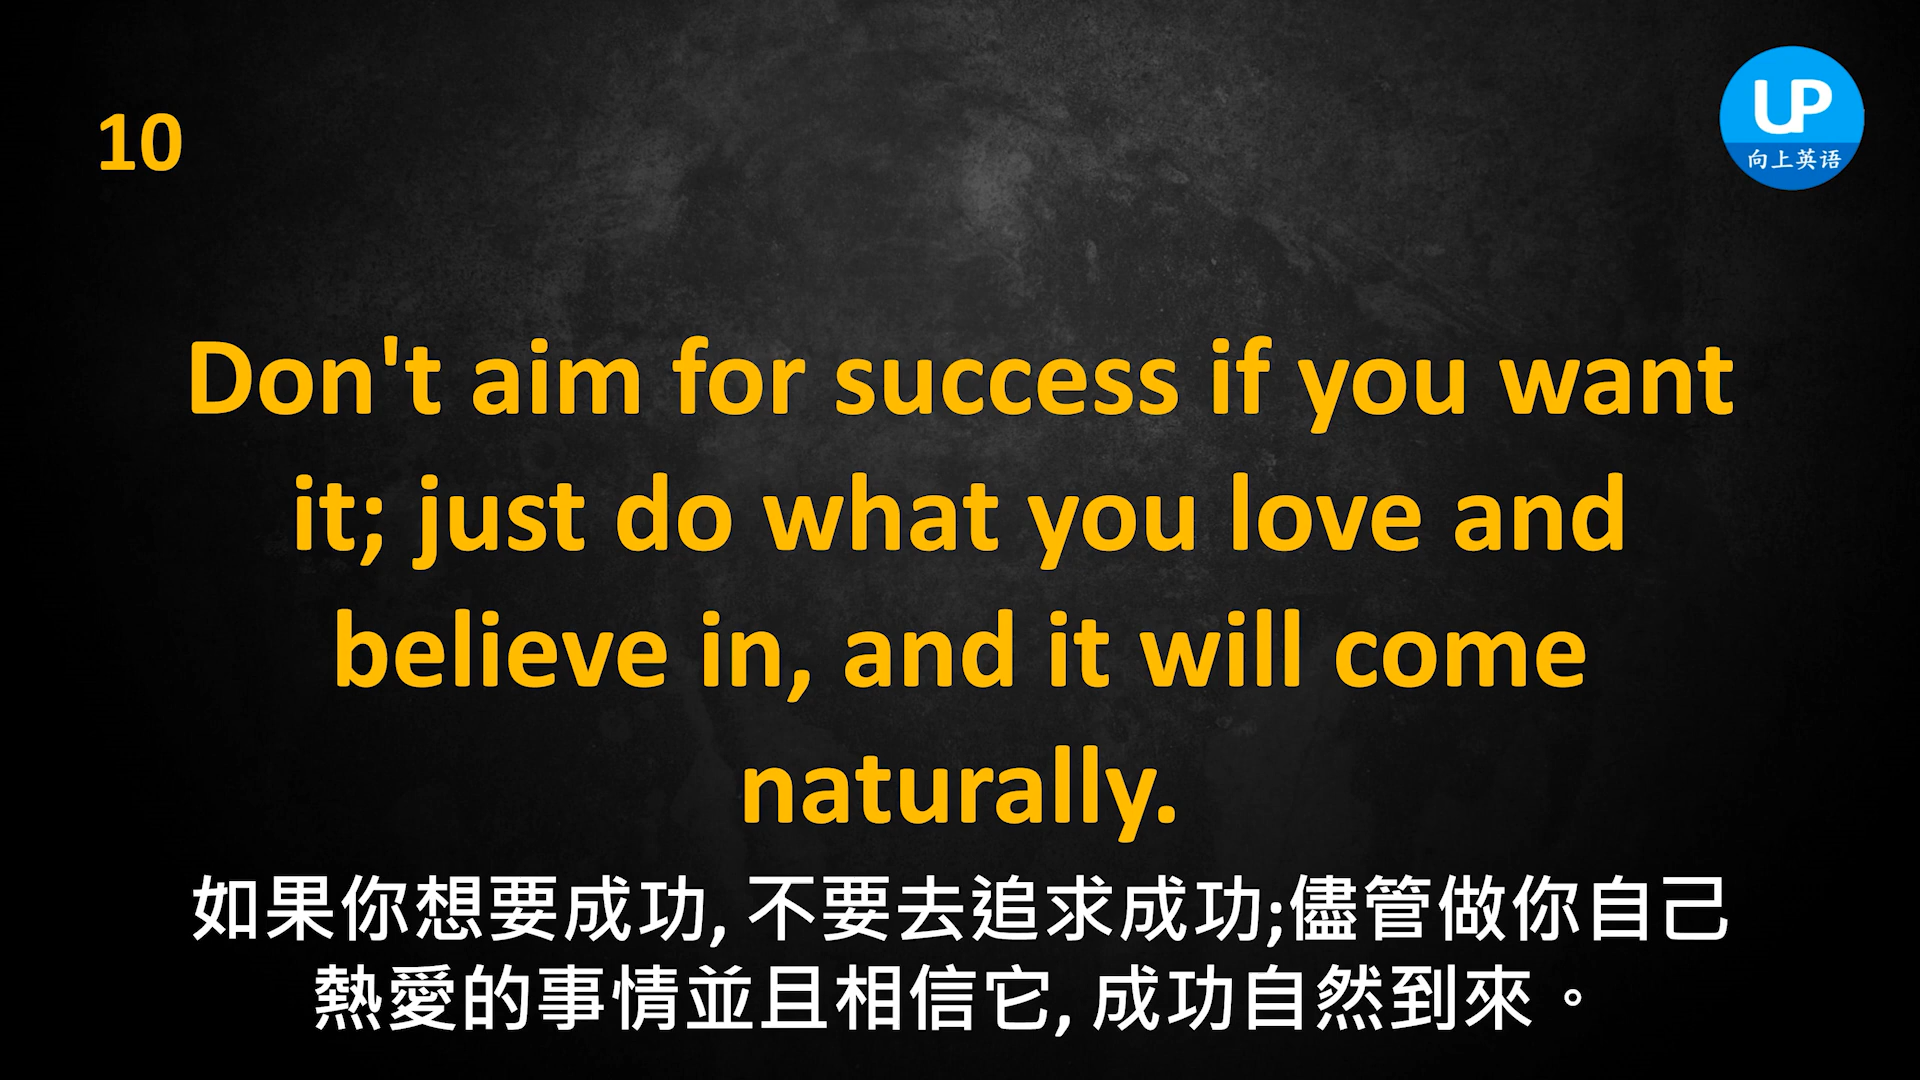 10
UP
向上英语
Don't aim for success if you want
it; just do what you love and
believe in, and it will come
naturally.
如果你想要成功, 不要去追求成功;儘管做你自己
熱愛的事情並且相信它, 成功自然到來。